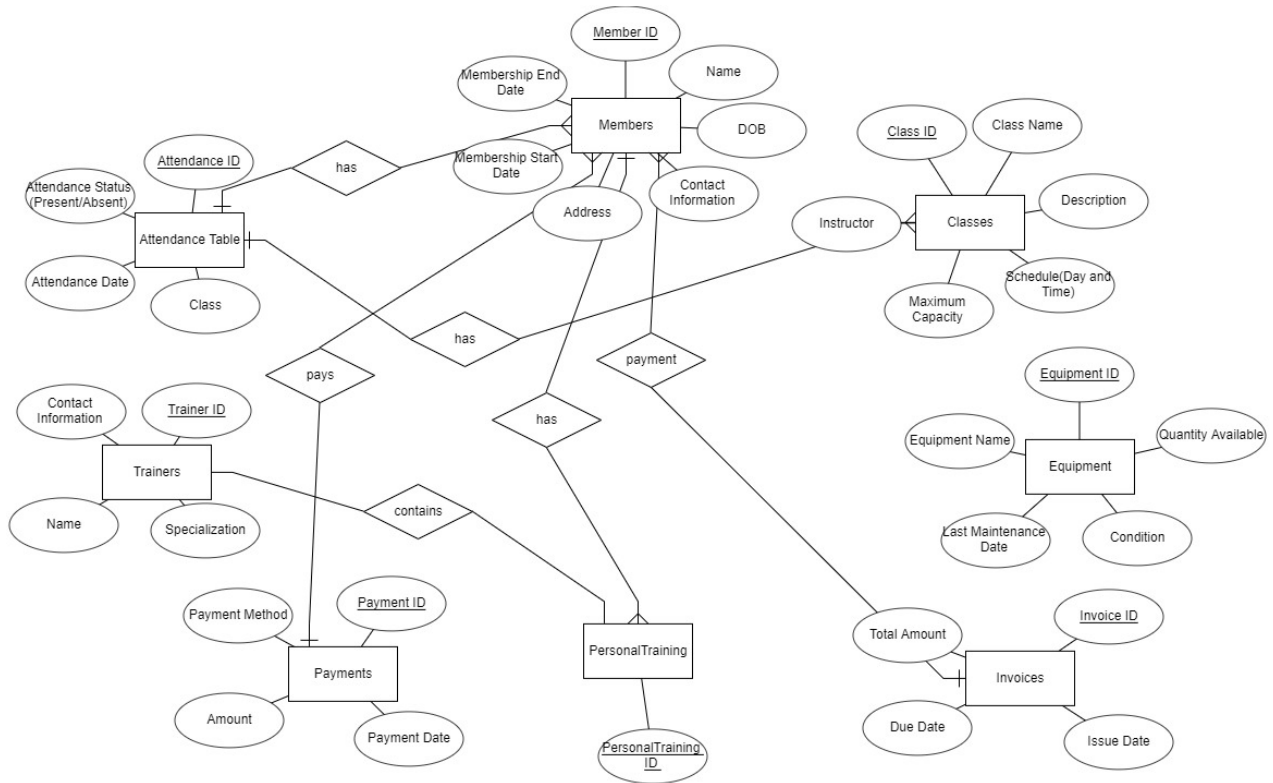 Member ID
Membership End
Date
Name
Members
DOB
Class ID
Class Name
Attendance ID
has
Membership Start
Date
Contact
Information
Attendance Status
(Present/Absent)
Address
Description
Instructor
Classes
Attendance Table
Attendance Date
Class
Schedule(Day and
Time)
Maximum
Capacity
has
payment
pays
Equipment ID
Contact
Information
Trainer ID
has
Equipment Name
Quantity Available
Trainers
Equipment
contains
Name
Specialization
Last Maintenance
Date
Condition
Payment Method
Payment ID
Invoice ID
Total Amount
PersonalTraining
Payments
Invoices
Amount
Payment Date
Due Date
Issue Date
PersonalTraining
ID